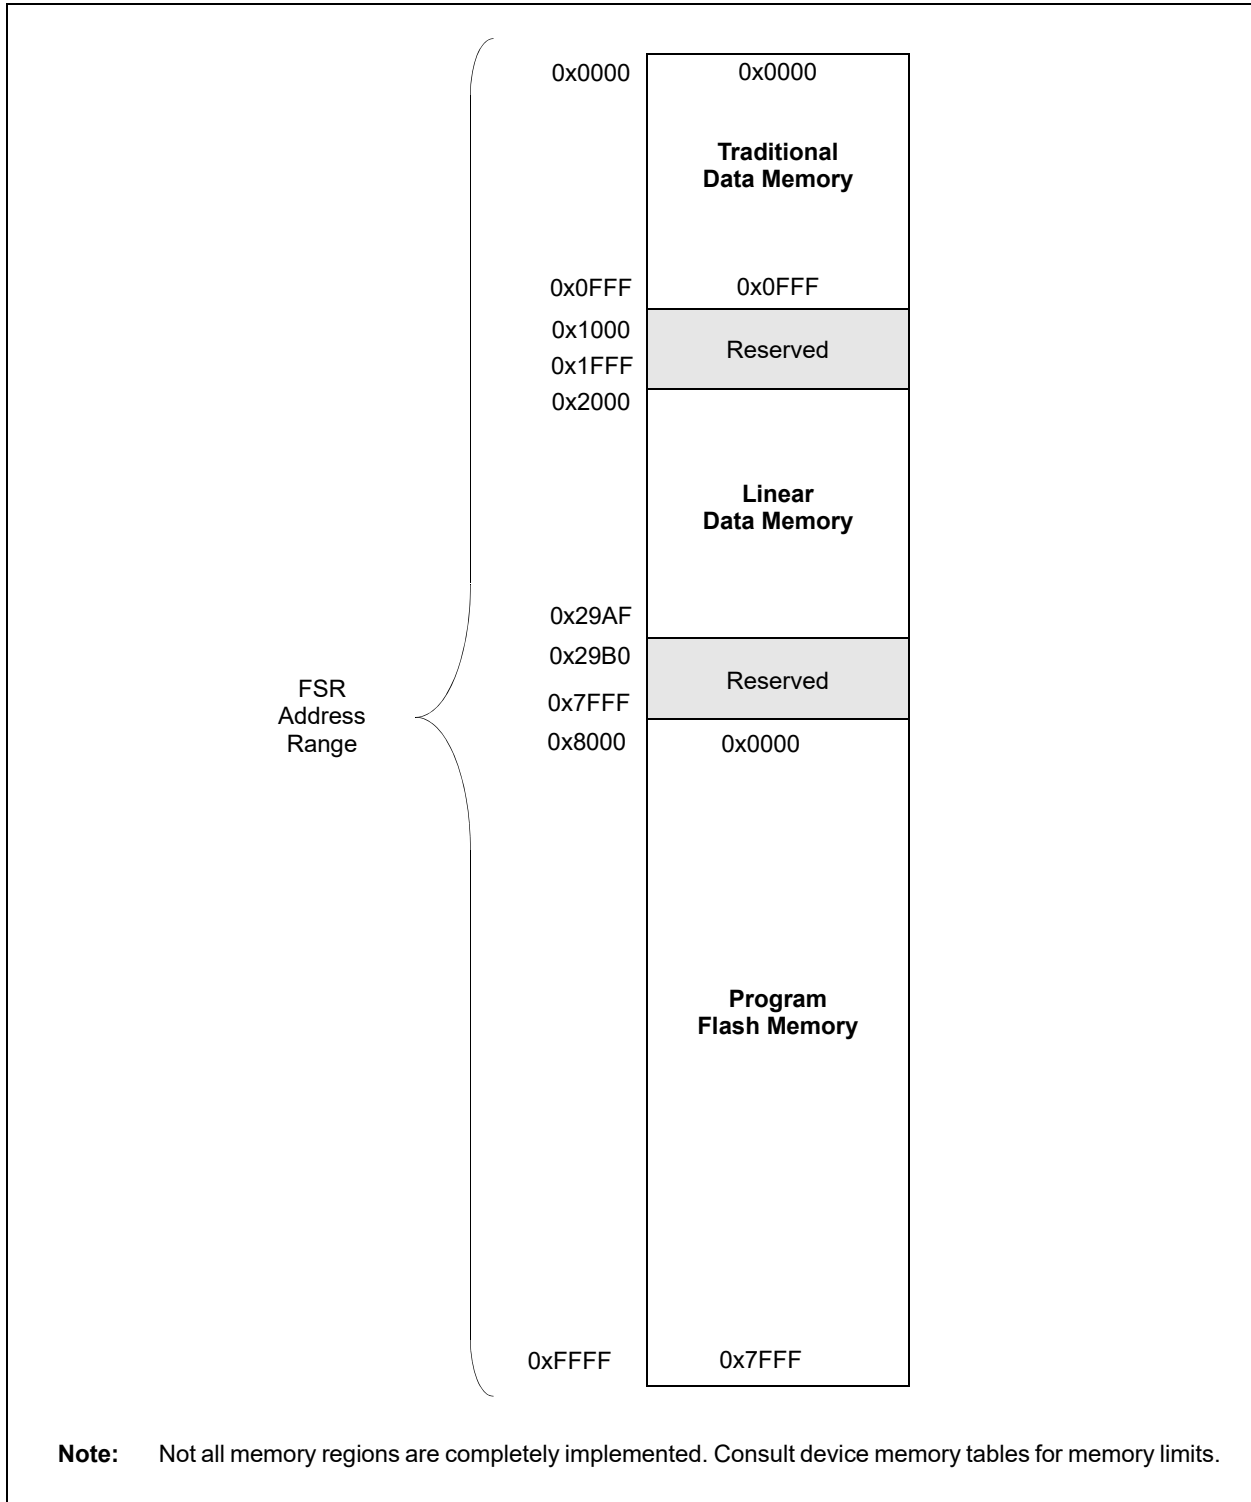 0x0000 0x0000
Traditional
Data Memory
0x0FFF 0x0FFF
0x1000
Reserved
0x1FFF
0x2000
Linear
Data Memory
0x29AF
0x29B0
Reserved
FSR
Address
Range
0x7FFF
0x8000 0x0000
Program
Flash Memory
0xFFFF 0x7FFF
Note: Not all memory regions are completely implemented. Consult device memory tables for memory limits.